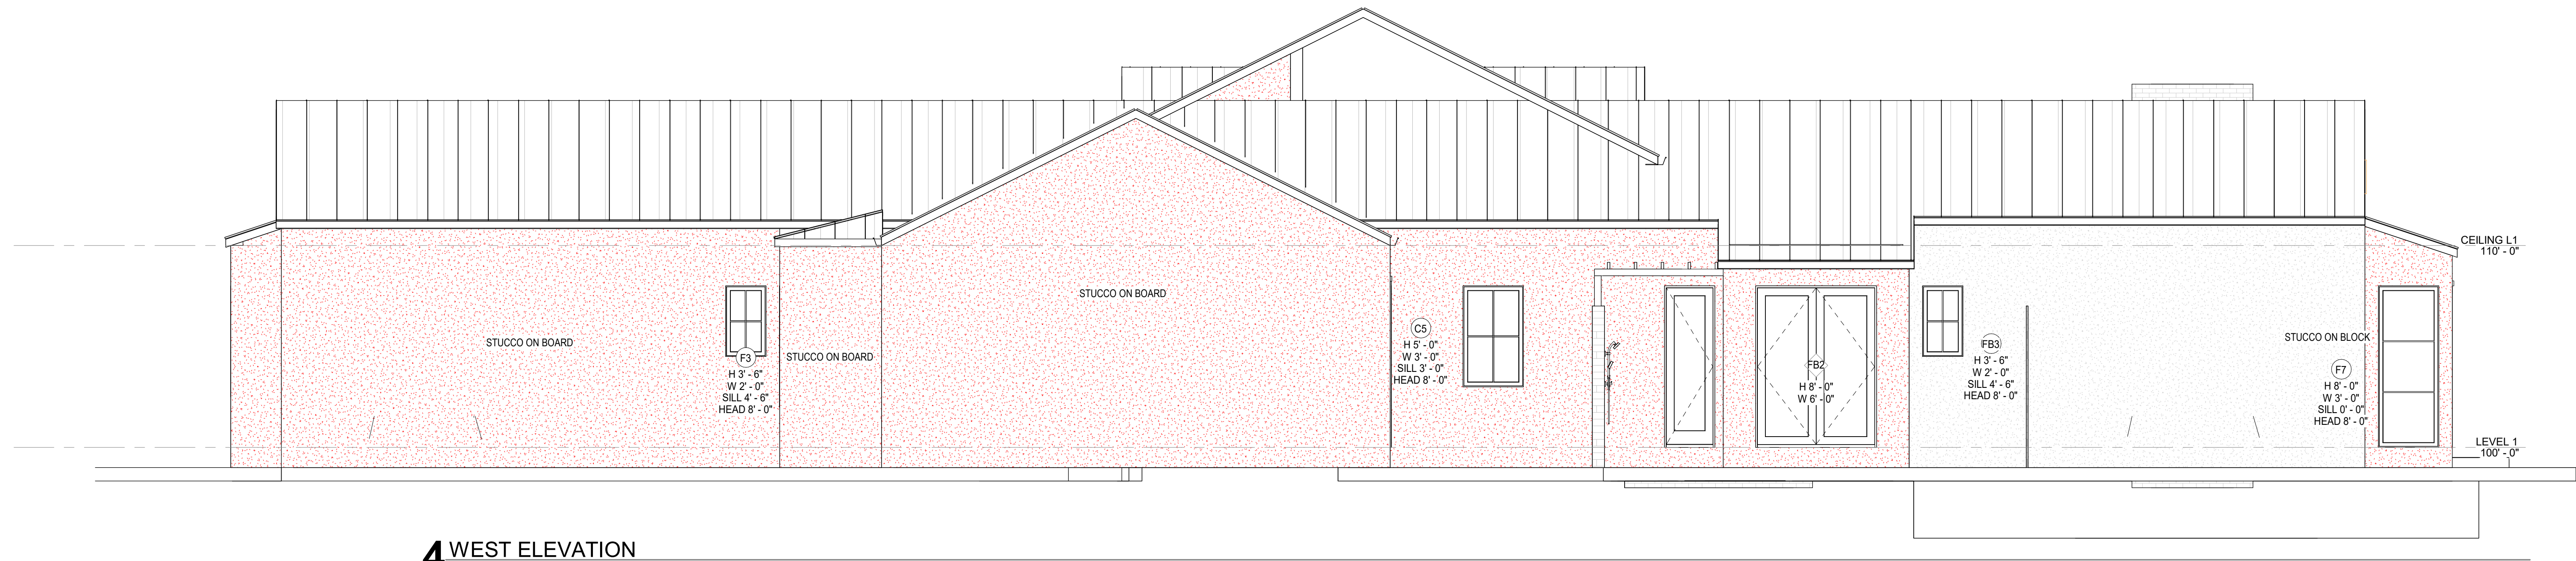 CEILING L1
110' - 0"
STUCCO ON BOARD
STUCCO ON BOARD
F3
H 3' - 6"
W 2' - 0"
SILL 4' - 6"
HEAD 8' - 0"
STUCCO ON BOARD
STUCCO ON BOARD
C5
H 5' - 0"
W 3' - 0"
SILL 3' - 0"
HEAD 8' - 0"
FB2
H 8' - 0"
W 6' - 0"
FB3
H 3' - 6"
W 2' - 0"
SILL 4' - 6"
HEAD 8' - 0"
STUCCO ON BLOCK
F7
H 8' - 0"
W 3' - 0"
SILL 0' - 0"
HEAD 8' - 0"
LEVEL 1
100' - 0"
4 WEST ELEVATION